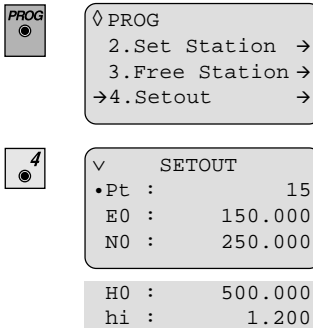 PROG
◊ PROG
2.Set Station →
3.Free Station →
→4.Setout →
4
∨ SETOUT
•Pt : 15
E0 : 150.000
N0 : 250.000
H0 : 500.000
hi : 1.200